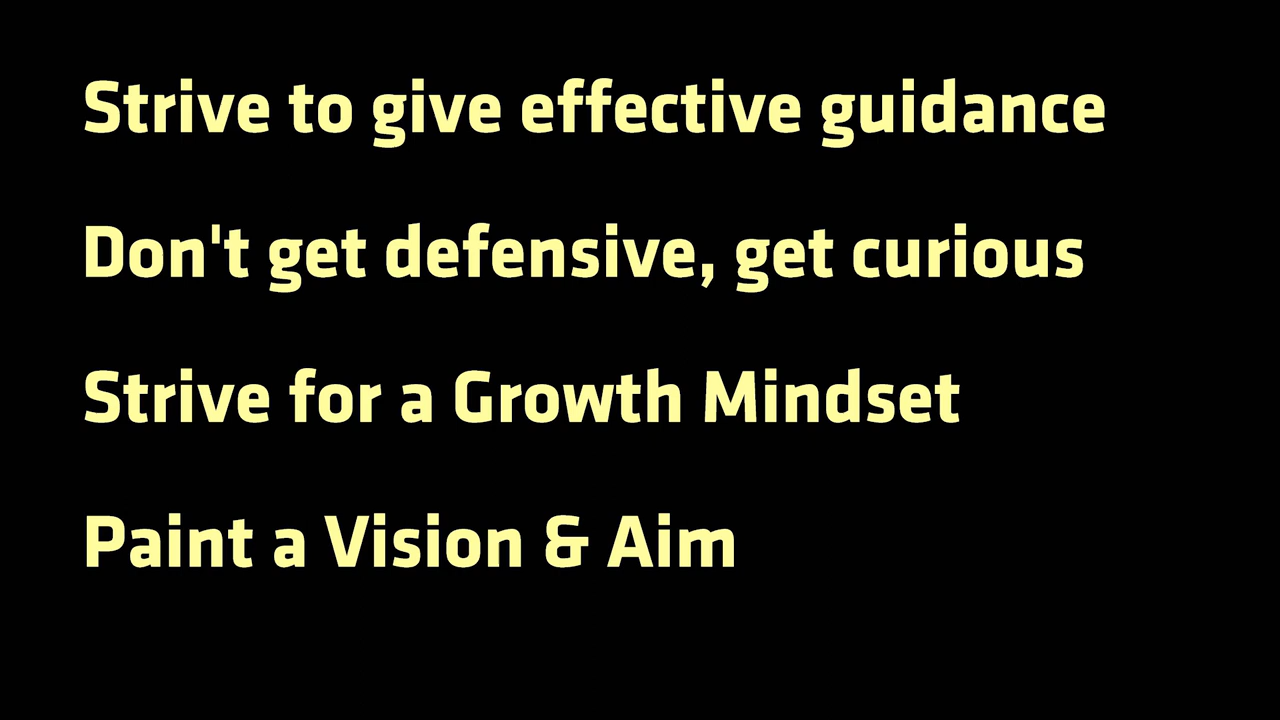 Strive to give effective guidance
Don't get defensive, get curious
Strive for a Growth Mindset
Paint a Vision & Aim